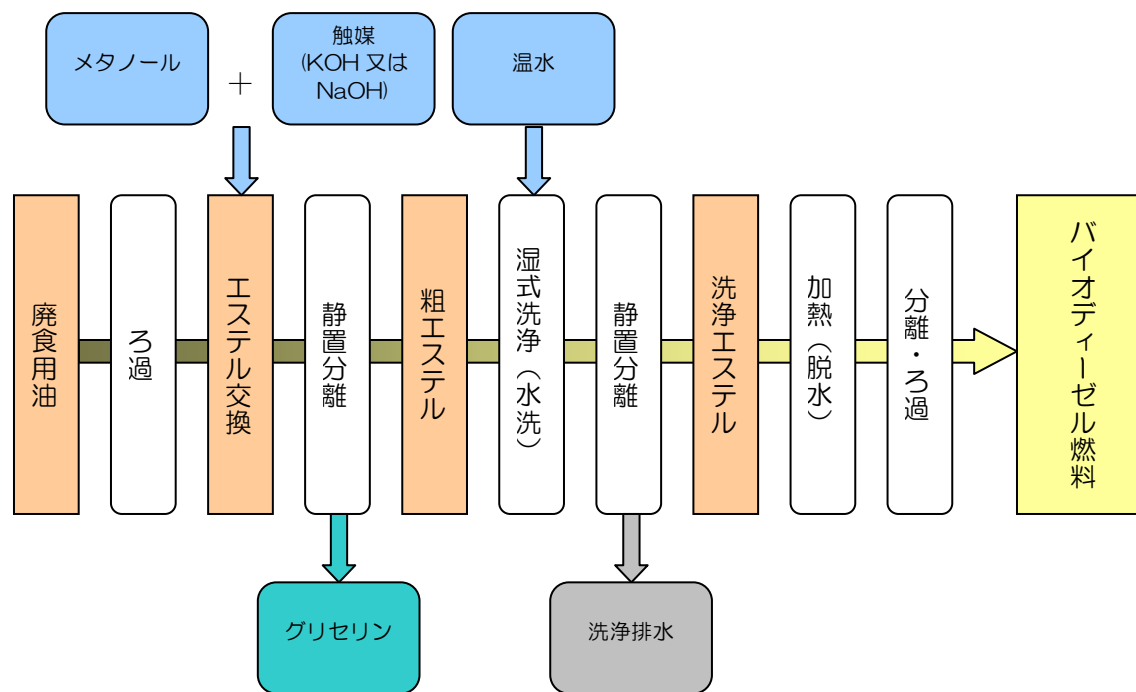 メタノール
+
触媒
(KOH 又は
NaOH)
温水
廃食用油
ろ過
エステル交換
静置分離
粗エステル
湿式洗浄（水洗）
静置分離
洗浄エステル
加熱（脱水）
分離・ろ過
バイオディーゼル燃料
グリセリン
洗浄排水